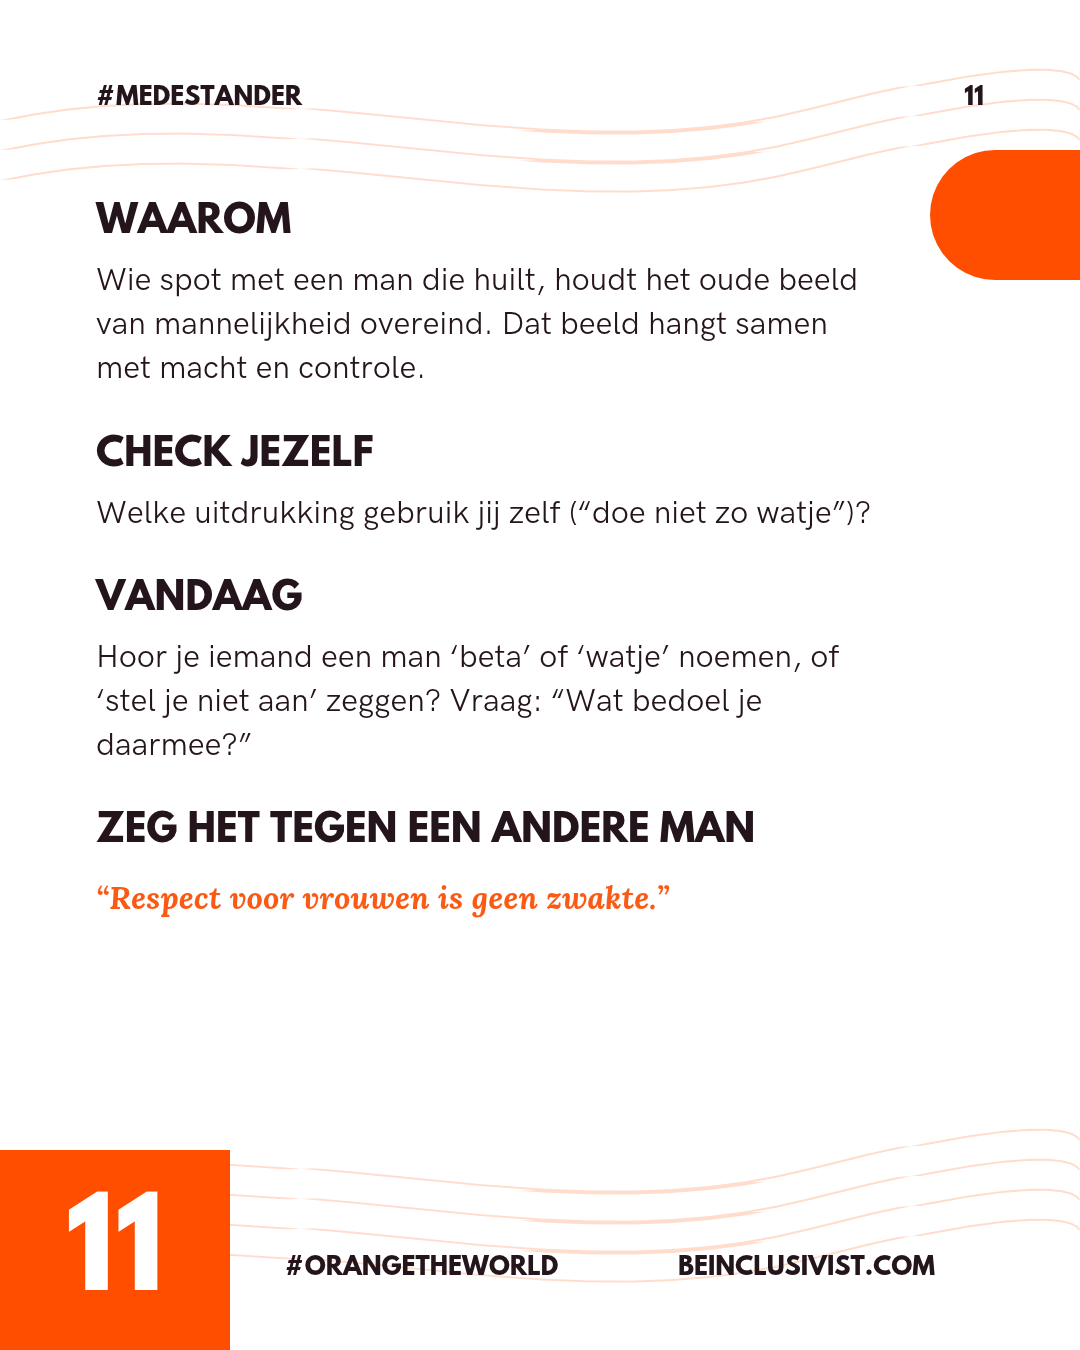 #MEDESTANDER
11
WAAROM
Wie spot met een man die huilt, houdt het oude beeld
van mannelijkheid overeind. Dat beeld hangt samen
met macht en controle.
CHECK JEZELF
Welke uitdrukking gebruik jij zelf (“doe niet zo watje”)?
VANDAAG
Hoor je iemand een man ‘beta’ of ‘watje’ noemen, of
‘stel je niet aan’ zeggen? Vraag: “Wat bedoel je
daarmee?”
ZEG HET TEGEN EEN ANDERE MAN
“Respect voor vrouwen is geen zwakte.”
11
#ORANGETHEWORLD
BEINCLUSIVIST.COM